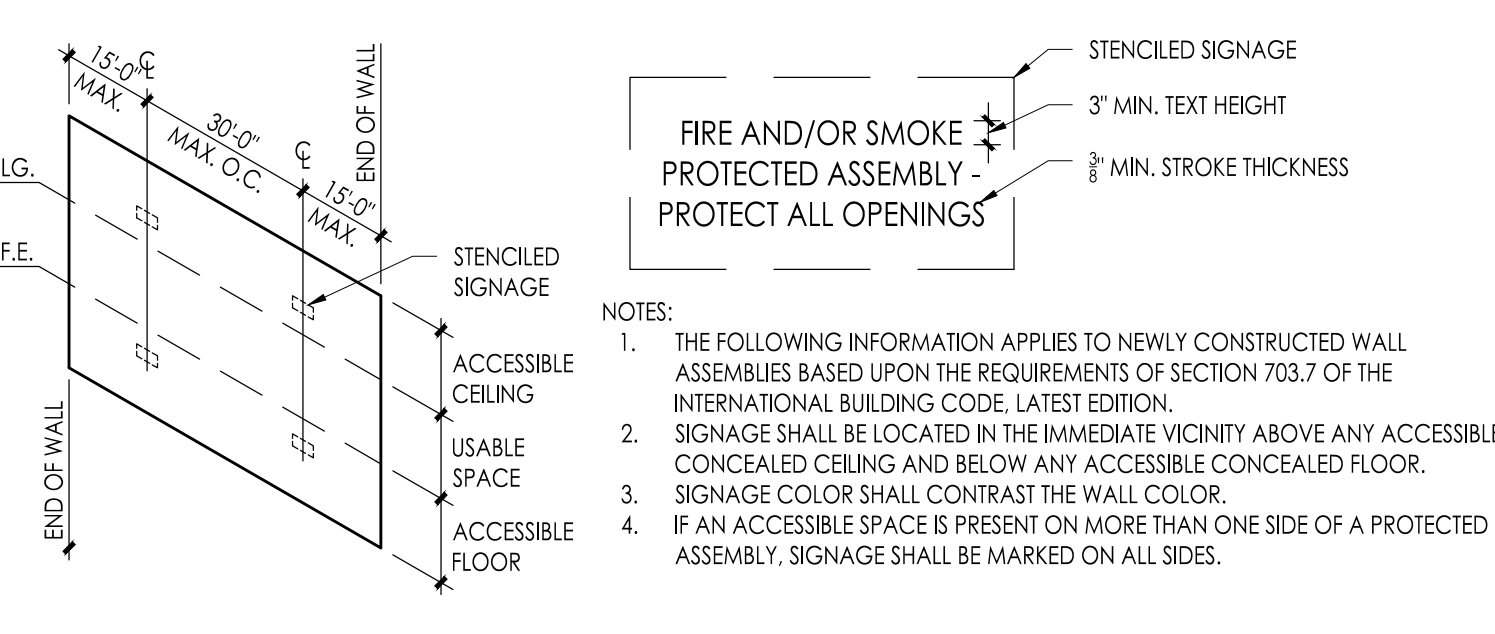 15'-0"
MAX.
℄
30'-0"
MAX. O.C.
℄
15'-0"
MAX.
END OF WALL
LG.
F.E.
STENCILED
SIGNAGE
ACCESSIBLE
CEILING
USABLE
SPACE
ACCESSIBLE
FLOOR
END OF WALL
STENCILED SIGNAGE
3" MIN. TEXT HEIGHT
3/8" MIN. STROKE THICKNESS
FIRE AND/OR SMOKE
PROTECTED ASSEMBLY -
PROTECT ALL OPENINGS
NOTES:
1. THE FOLLOWING INFORMATION APPLIES TO NEWLY CONSTRUCTED WALL
ASSEMBLIES BASED UPON THE REQUIREMENTS OF SECTION 703.7 OF THE
INTERNATIONAL BUILDING CODE, LATEST EDITION.
2. SIGNAGE SHALL BE LOCATED IN THE IMMEDIATE VICINITY ABOVE ANY ACCESSIBLE
CONCEALED CEILING AND BELOW ANY ACCESSIBLE CONCEALED FLOOR.
3. SIGNAGE COLOR SHALL CONTRAST THE WALL COLOR.
4. IF AN ACCESSIBLE SPACE IS PRESENT ON MORE THAN ONE SIDE OF A PROTECTED
ASSEMBLY, SIGNAGE SHALL BE MARKED ON ALL SIDES.